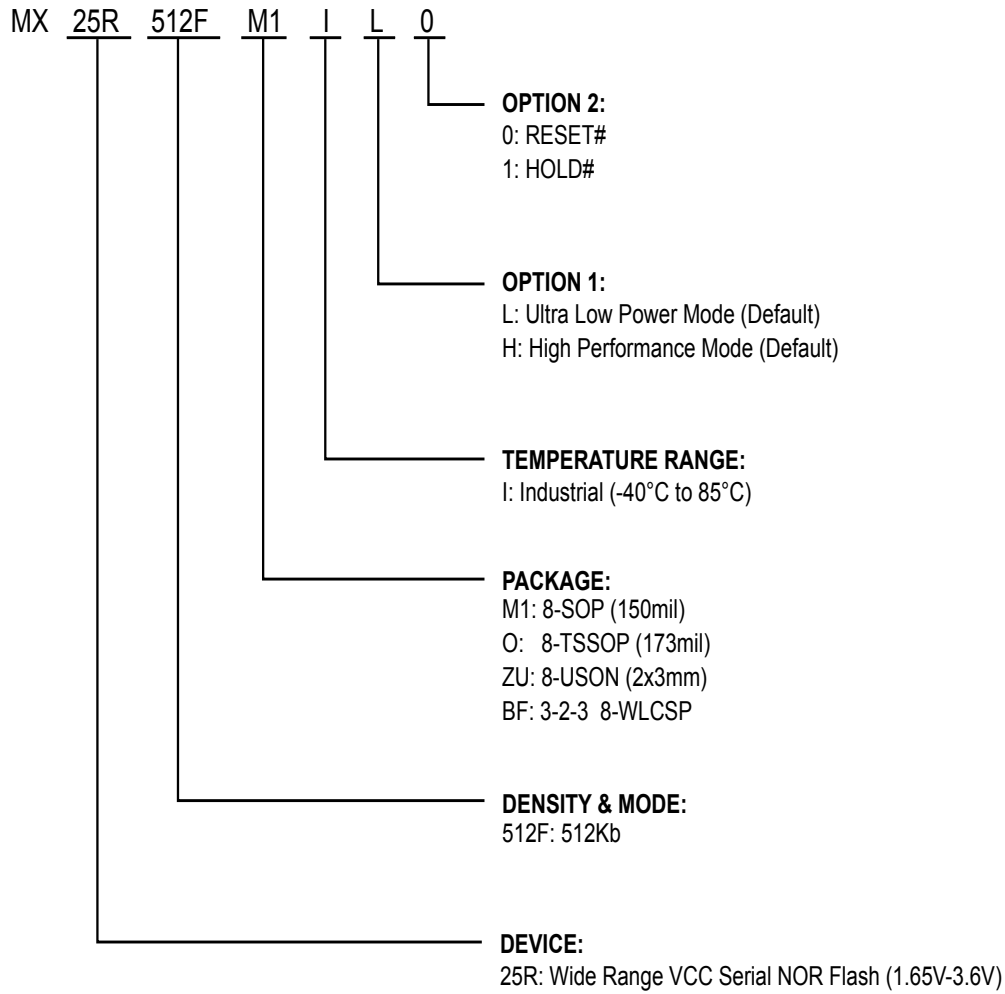 MX 25R 512F M1 I L 0
OPTION 2:
0: RESET#
1: HOLD#
OPTION 1:
L: Ultra Low Power Mode (Default)
H: High Performance Mode (Default)
TEMPERATURE RANGE:
I: Industrial (-40°C to 85°C)
PACKAGE:
M1: 8-SOP (150mil)
O: 8-TSSOP (173mil)
ZU: 8-USON (2x3mm)
BF: 3-2-3 8-WLCSP
DENSITY & MODE:
512F: 512Kb
DEVICE:
25R: Wide Range VCC Serial NOR Flash (1.65V-3.6V)